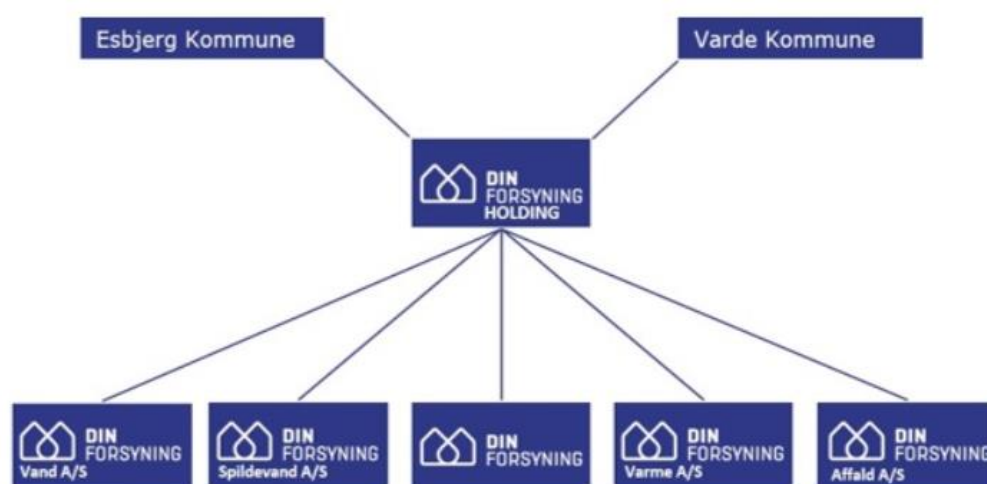 Esbjerg Kommune
Varde Kommune
DIN
FORSYNING
HOLDING
DIN
FORSYNING
Vand A/S
DIN
FORSYNING
Spildevand A/S
DIN
FORSYNING
DIN
FORSYNING
Varme A/S
DIN
FORSYNING
Affald A/S